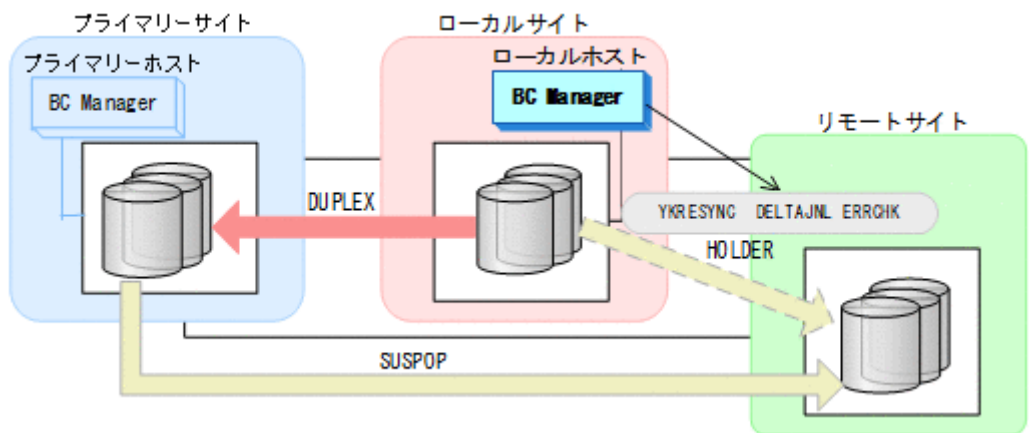 プライマリーサイト
プライマリーホスト
BC Manager
ローカルサイト
ローカルホスト
BC Manager
リモートサイト
DUPLEX
YKRESYNC DELTAJNL ERRCHK
HOLDER
SUSPOP